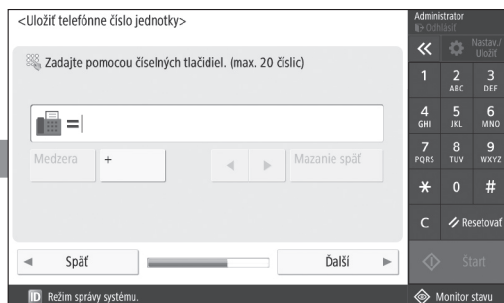 <Uložiť telefónne číslo jednotky>
Zadajte pomocou číselných tlačidiel. (max. 20 číslic)
=
Medzera
+
Mazanie späť
Späť
Ďalší
ID Režim správy systému.
Administrator
Odhlásiť
Nastav./
Uložiť
1 2 3
ABC DEF
4 5 6
GHI JKL MNO
7 8 9
PQRS TUV WXYZ
* 0 #
C Resetovať
Štart
Monitor stavu